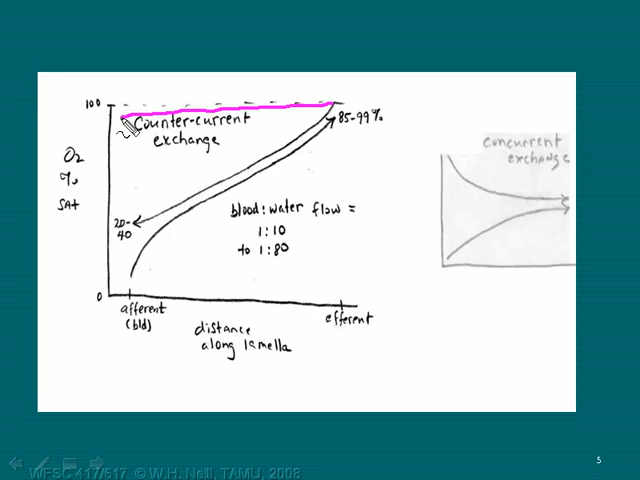 100
Counter-current
exchange
85-99%
O2
%
SAt
20-
40
blood:water flow =
1:10
to 1:80
0
afferent
(bld)
efferent
distance
along lamella
concurrent
exchange
5
WFSC 417/617 © W.H. Neill, TAMU, 2008